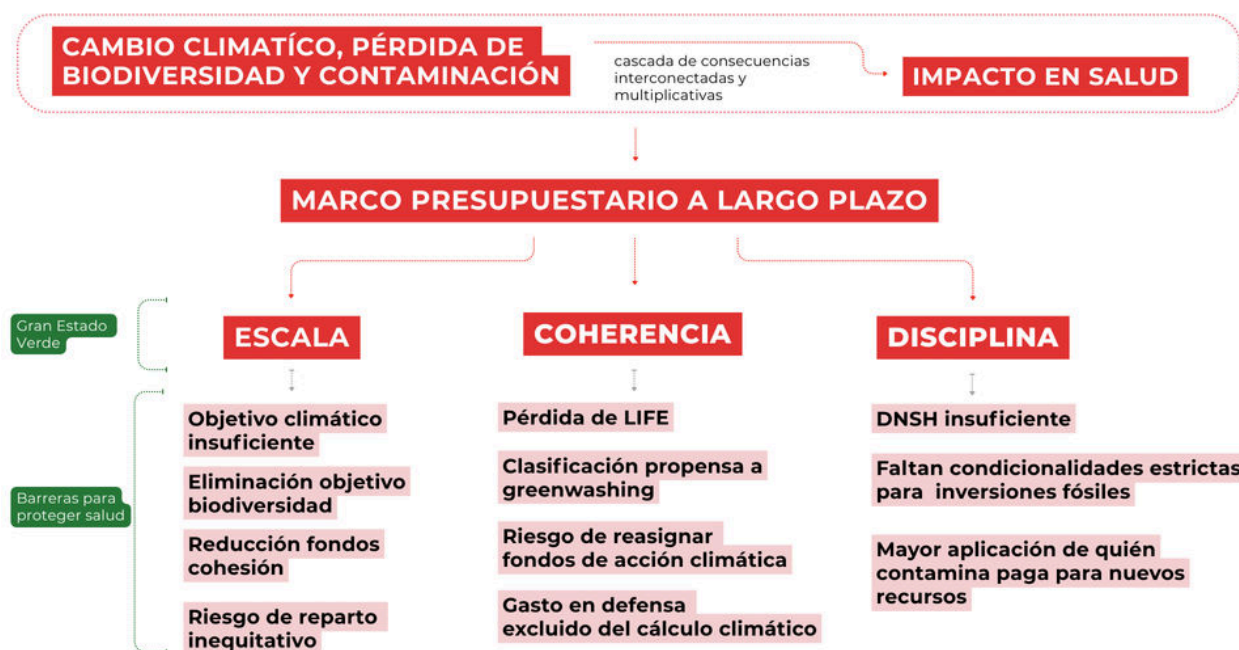 CAMBIO CLIMATÍCO, PÉRDIDA DE
BIODIVERSIDAD Y CONTAMINACIÓN
cascada de consecuencias
interconectadas y
multiplicativas
IMPACTO EN SALUD
MARCO PRESUPUESTARIO A LARGO PLAZO
Gran Estado
Verde
ESCALA
COHERENCIA
DISCIPLINA
Barreras para
proteger salud
Objetivo climático
insuficiente
Eliminación objetivo
biodiversidad
Reducción fondos
cohesión
Riesgo de reparto
inequitativo
Pérdida de LIFE
Clasificación propensa a
greenwashing
Riesgo de reasignar
fondos de acción climática
Gasto en defensa
excluido del cálculo climático
DNSH insuficiente
Faltan condicionalidades estrictas
para inversiones fósiles
Mayor aplicación de quién
contamina paga para nuevos
recursos